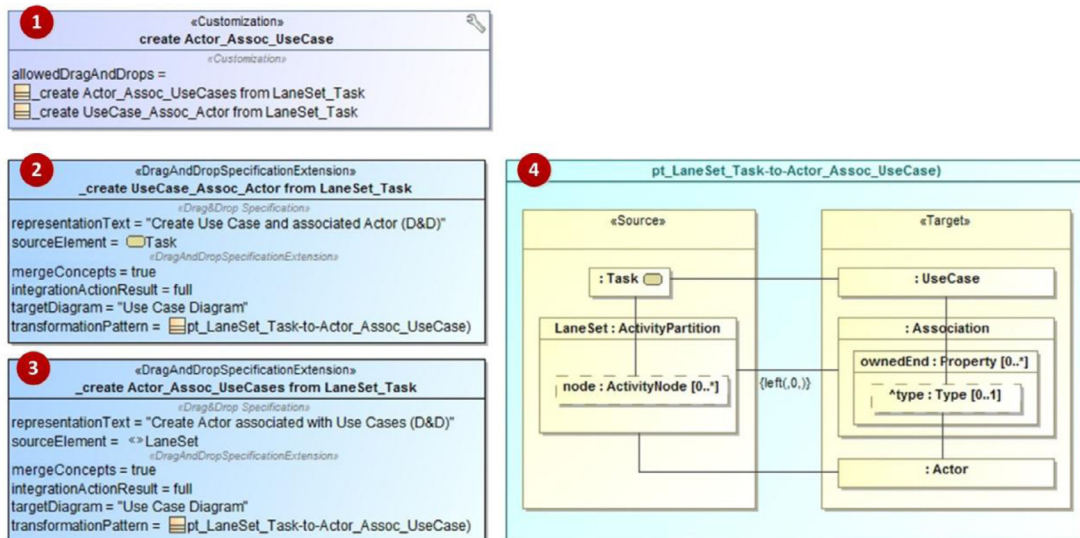 1
«Customization»
create Actor_Assoc_UseCase
«Customization»
allowedDragAndDrops =
_create Actor_Assoc_UseCases from LaneSet_Task
_create UseCase_Assoc_Actor from LaneSet_Task
2
«DragAndDropSpecificationExtension»
_create UseCase_Assoc_Actor from LaneSet_Task
«Drag&Drop Specification»
representationText = "Create Use Case and associated Actor (D&D)"
sourceElement = Task
«DragAndDropSpecificationExtension»
mergeConcepts = true
integrationActionResult = full
targetDiagram = "Use Case Diagram"
transformationPattern = pt_LaneSet_Task-to-Actor_Assoc_UseCase)
3
«DragAndDropSpecificationExtension»
_create Actor_Assoc_UseCases from LaneSet_Task
«Drag&Drop Specification»
representationText = "Create Actor associated with Use Cases (D&D)"
sourceElement = <> LaneSet
«DragAndDropSpecificationExtension»
mergeConcepts = true
integrationActionResult = full
targetDiagram = "Use Case Diagram"
transformationPattern = pt_LaneSet_Task-to-Actor_Assoc_UseCase)
4
pt_LaneSet_Task-to-Actor_Assoc_UseCase)
«Source»
: Task
LaneSet : ActivityPartition
node : ActivityNode [0..*]
{left(,0,)}
«Target»
: UseCase
: Association
ownedEnd : Property [0..*]
^type : Type [0..1]
: Actor